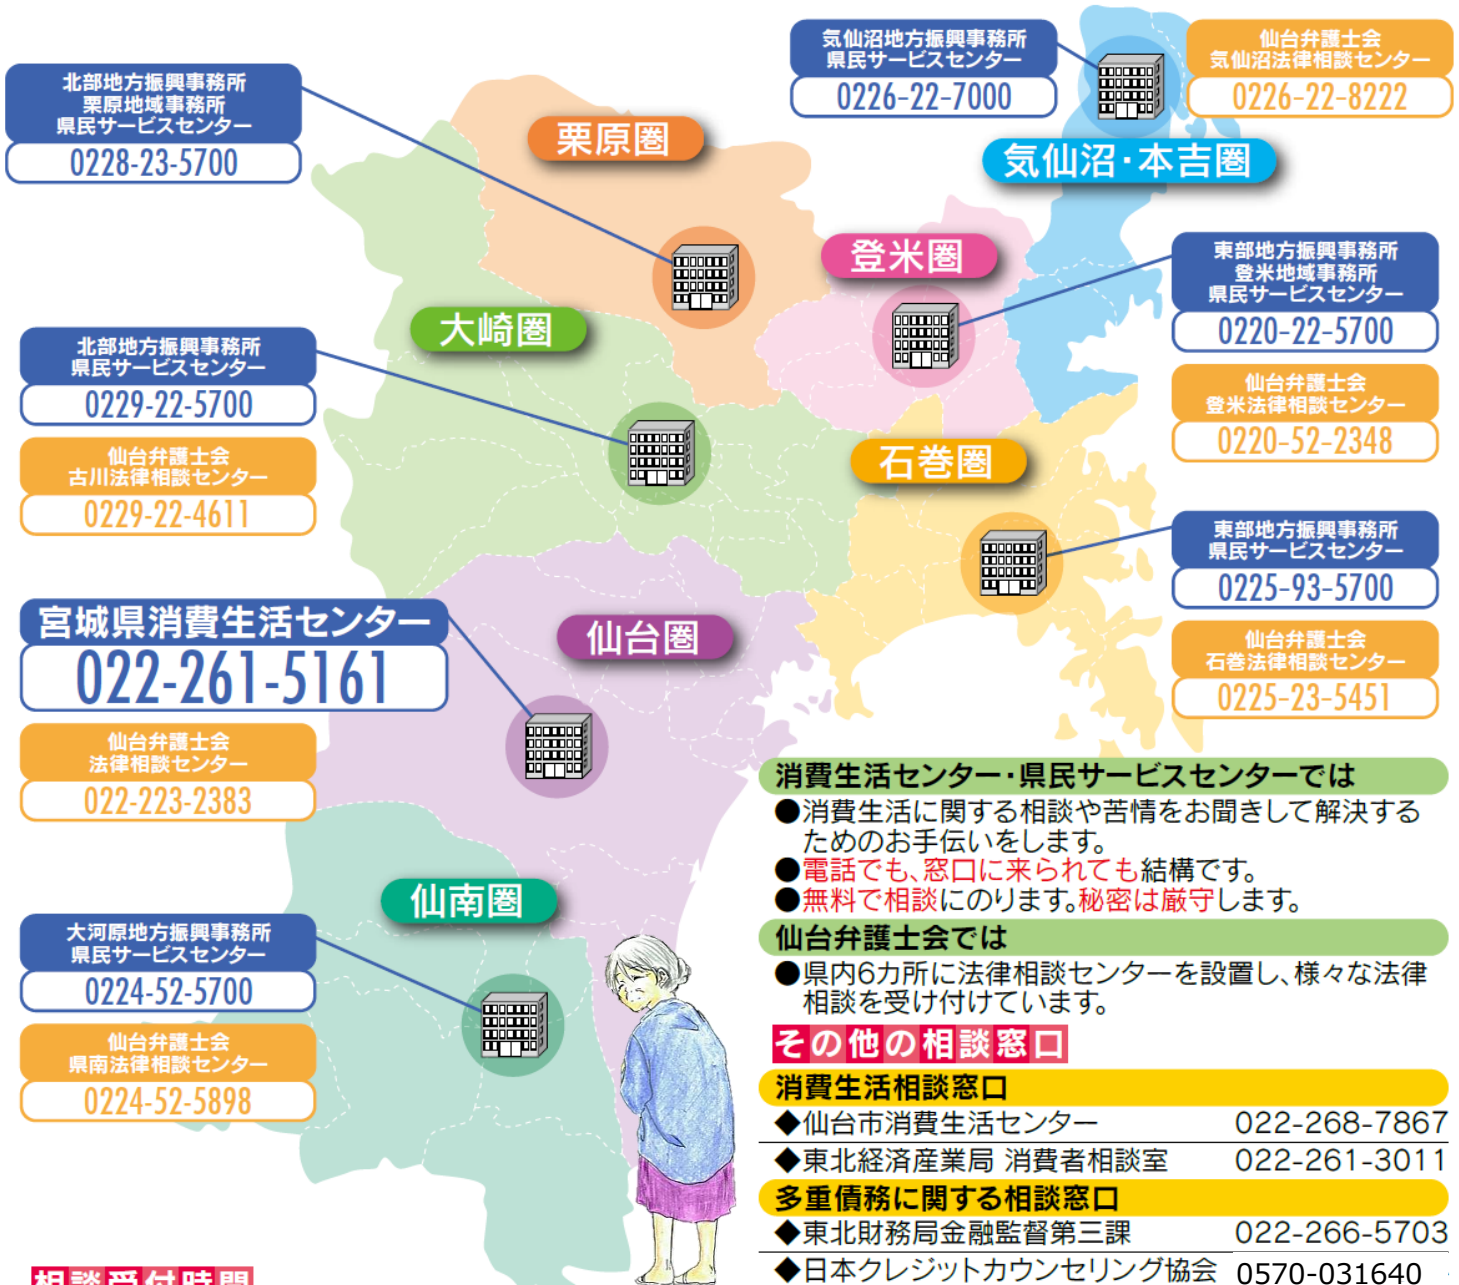 気仙沼地方振興事務所
県民サービスセンター
0226-22-7000
仙台弁護士会
気仙沼法律相談センター
0226-22-8222
北部地方振興事務所
栗原地域事務所
県民サービスセンター
0228-23-5700
栗原圏
気仙沼・本吉圏
登米圏
東部地方振興事務所
登米地域事務所
県民サービスセンター
0220-22-5700
大崎圏
北部地方振興事務所
県民サービスセンター
0229-22-5700
仙台弁護士会
登米法律相談センター
0220-52-2348
仙台弁護士会
古川法律相談センター
0229-22-4611
石巻圏
東部地方振興事務所
県民サービスセンター
0225-93-5700
宮城県消費生活センター
022-261-5161
仙台圏
仙台弁護士会
石巻法律相談センター
0225-23-5451
仙台弁護士会
法律相談センター
022-223-2383
仙南圏
大河原地方振興事務所
県民サービスセンター
0224-52-5700
仙台弁護士会
県南法律相談センター
0224-52-5898
消費生活センター・県民サービスセンターでは
●消費生活に関する相談や苦情をお聞きして解決する
ためのお手伝いをします。
●電話でも、窓口に来られても結構です。
●無料で相談にのります。秘密は厳守します。
仙台弁護士会では
●県内6カ所に法律相談センターを設置し、様々な法律
相談を受け付けています。
その他の相談窓口
消費生活相談窓口
◆仙台市消費生活センター 022-268-7867
◆東北経済産業局 消費者相談室 022-261-3011
多重債務に関する相談窓口
◆東北財務局金融監督第三課 022-266-5703
◆日本クレジットカウンセリング協会 0570-031640
相談受付時間